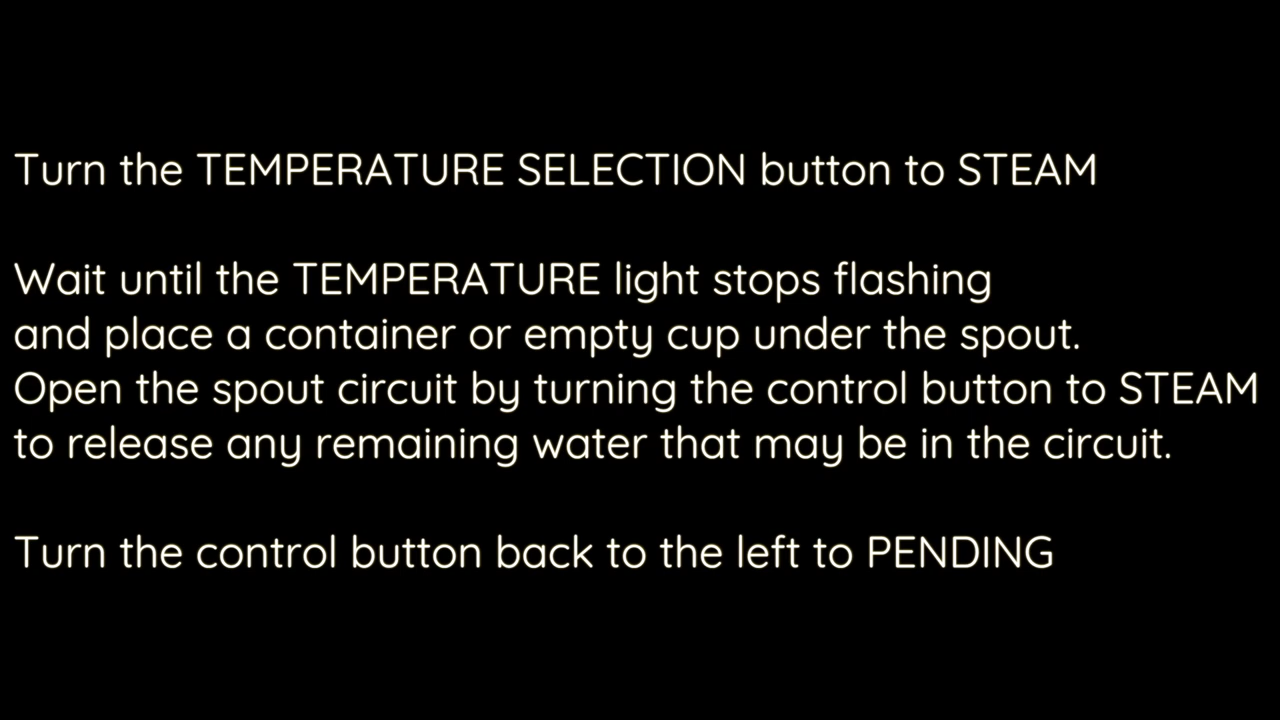 Turn the TEMPERATURE SELECTION button to STEAM
Wait until the TEMPERATURE light stops flashing
and place a container or empty cup under the spout.
Open the spout circuit by turning the control button to STEAM
to release any remaining water that may be in the circuit.
Turn the control button back to the left to PENDING